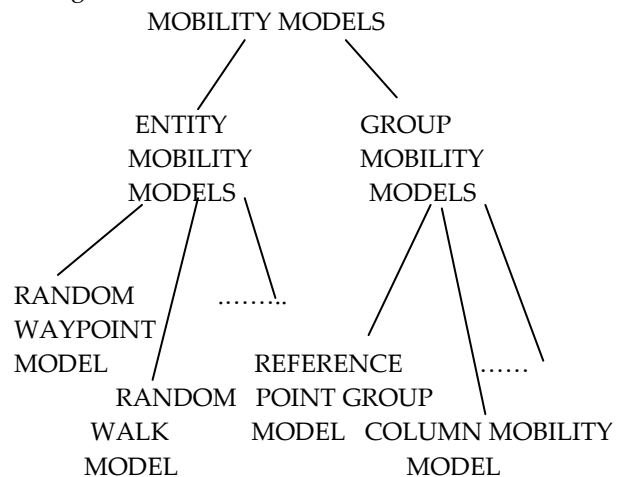 MOBILITY MODELS
ENTITY
MOBILITY
MODELS
GROUP
MOBILITY
MODELS
RANDOM
WAYPOINT
MODEL
RANDOM
WALK
MODEL
………..
REFERENCE
POINT GROUP
MODEL
COLUMN MOBILITY
MODEL
……